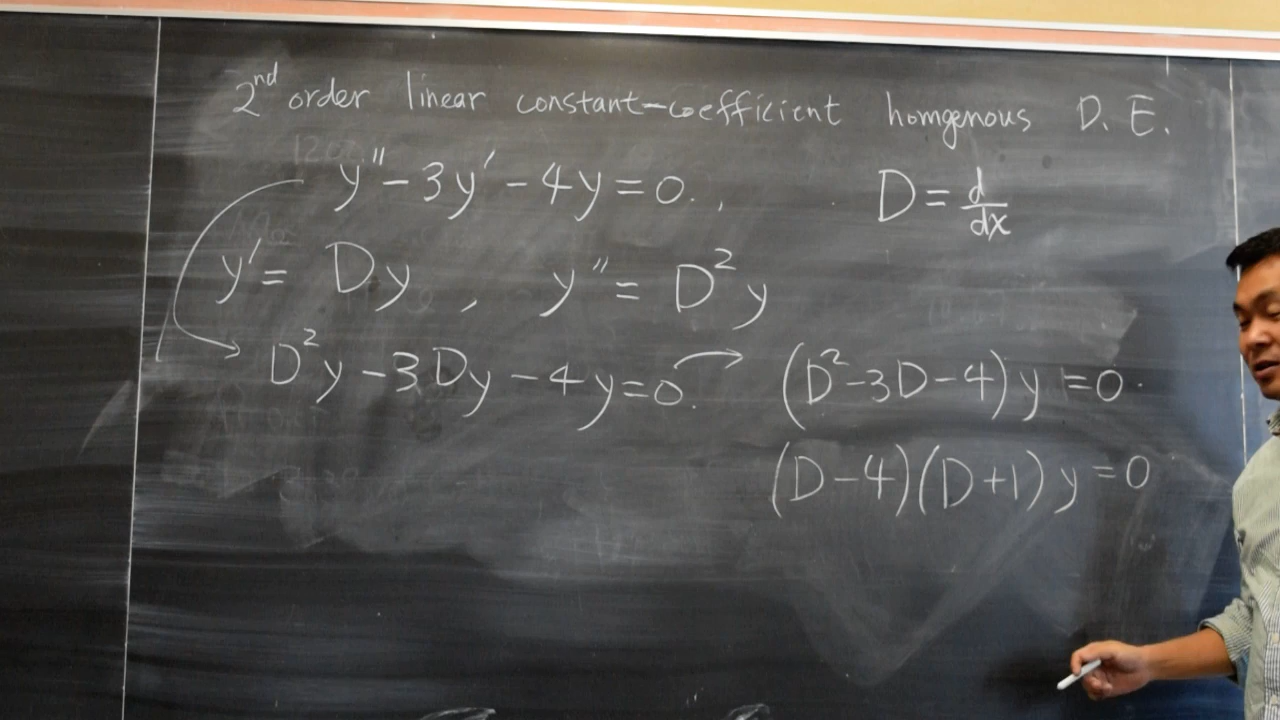 2nd order linear constant-coefficient homgenous D. E.
y'' - 3y' - 4y = 0. , D = d/dx
y' = Dy , y'' = D²y
D²y - 3Dy - 4y = 0. → (D² - 3D - 4) y = 0.
(D - 4)(D + 1) y = 0